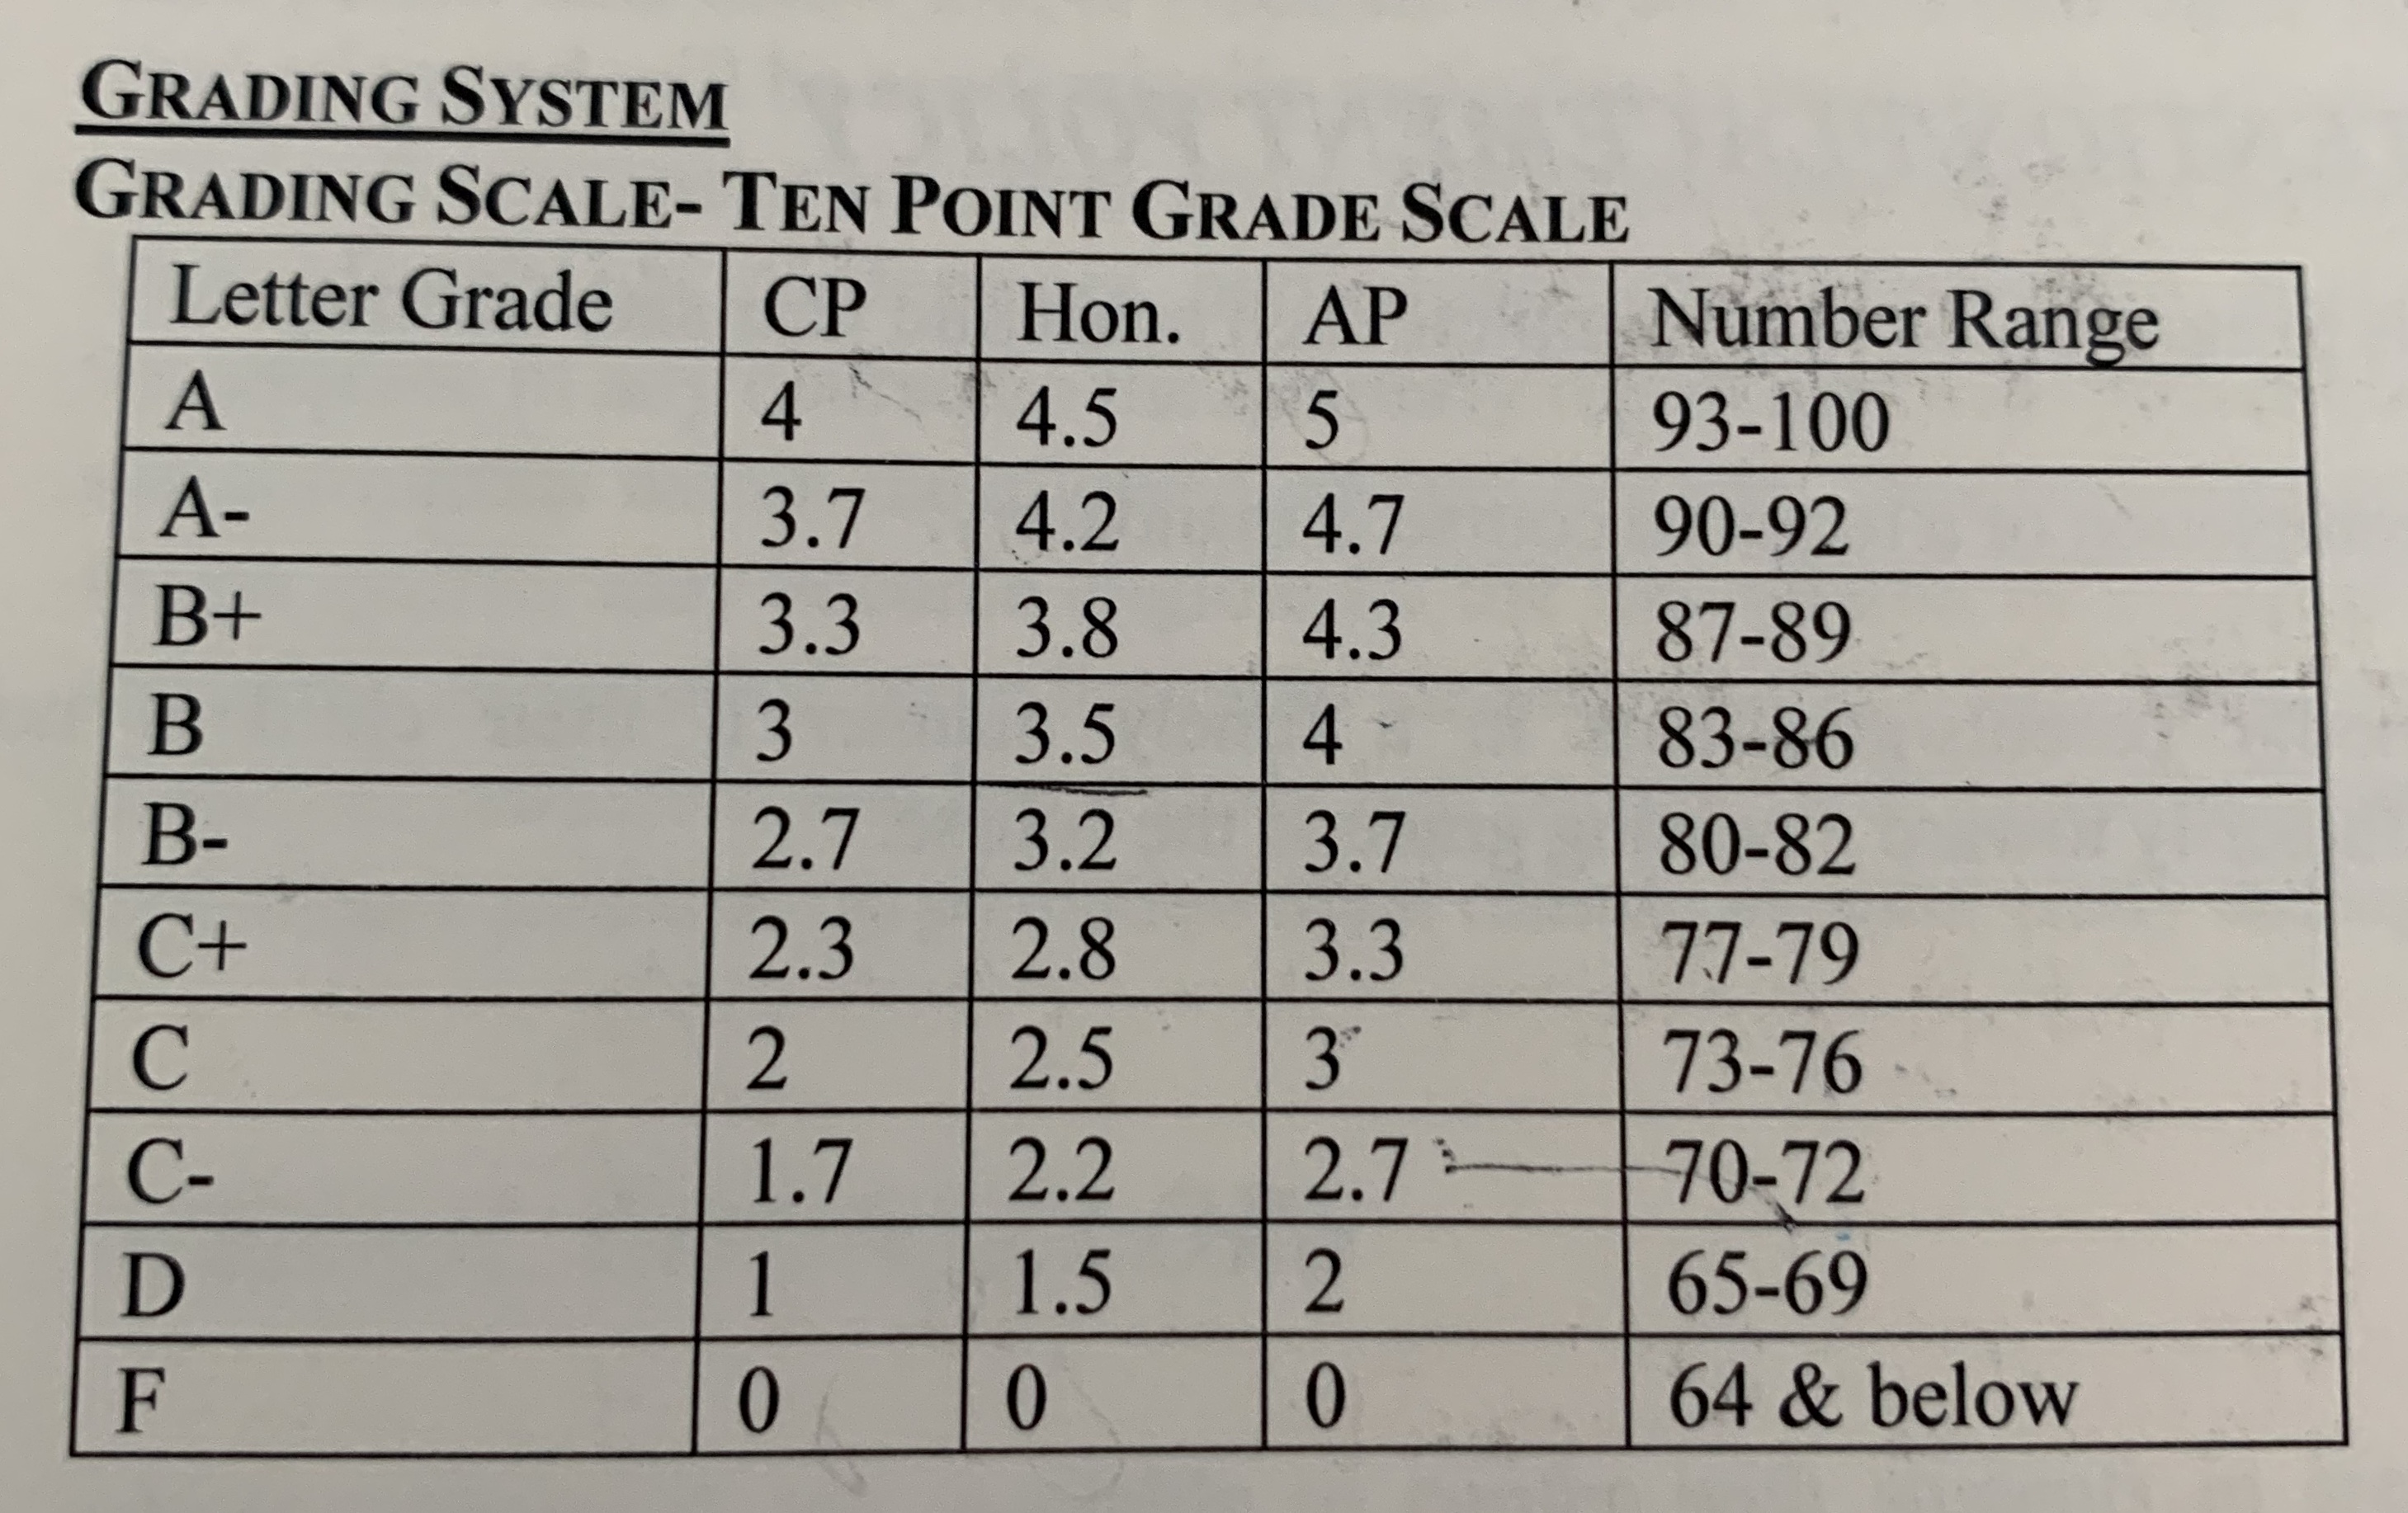 GRADING SYSTEM
GRADING SCALE- TEN POINT GRADE SCALE
Letter Grade CP Hon. AP Number Range
A 4 4.5 5 93-100
A- 3.7 4.2 4.7 90-92
B+ 3.3 3.8 4.3 87-89
B 3 3.5 4 83-86
B- 2.7 3.2 3.7 80-82
C+ 2.3 2.8 3.3 77-79
C 2 2.5 3 73-76
C- 1.7 2.2 2.7 70-72
D 1 1.5 2 65-69
F 0 0 0 64 & below